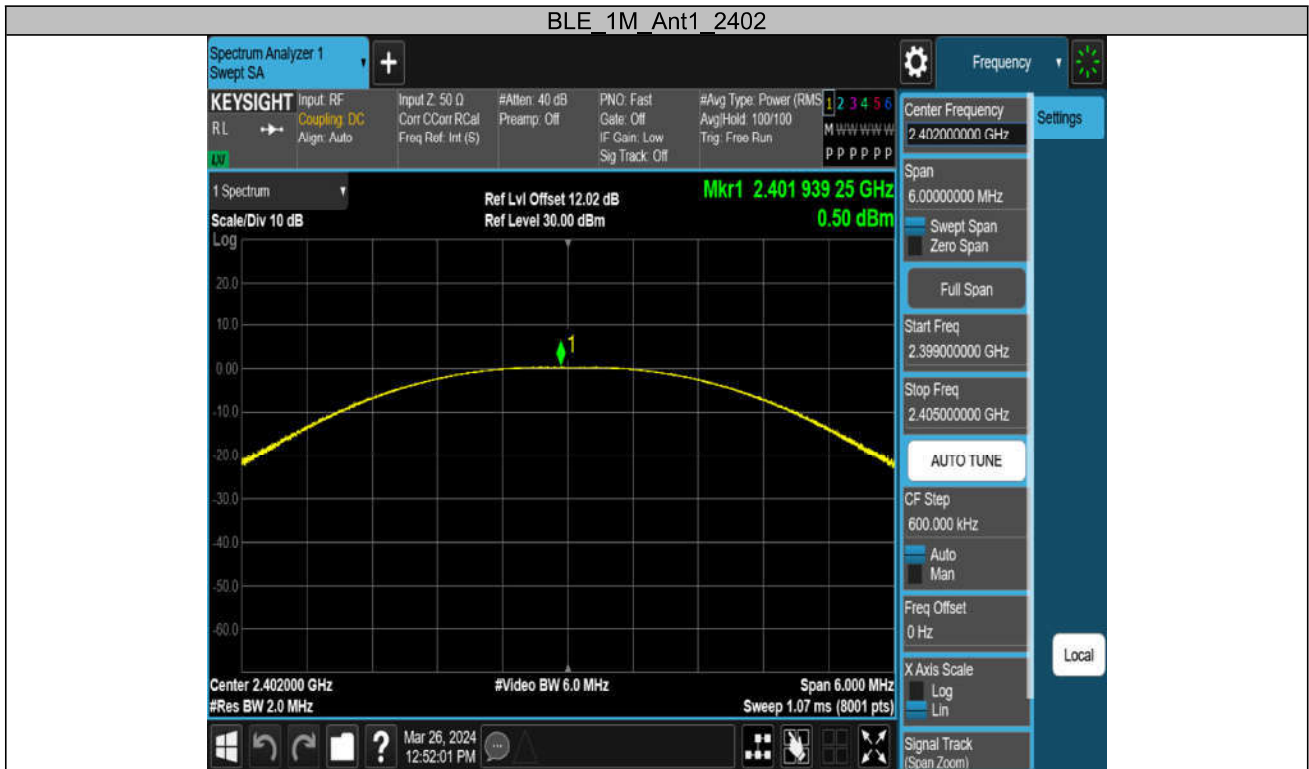 BLE_1M_Ant1_2402
Spectrum Analyzer 1
Swept SA
+
Frequency
KEYSIGHT
RL
LXI
Input: RF
Coupling: DC
Align: Auto
Input Z: 50 Ω
Corr CCorr RCal
Freq Ref: Int (S)
#Atten: 40 dB
Preamp: Off
PNO: Fast
Gate: Off
IF Gain: Low
Sig Track: Off
#Avg Type: Power (RMS
Avg|Hold: 100/100
Trig: Free Run
1 2 3 4 5 6
M W W W W W
P P P P P P
1 Spectrum
Scale/Div 10 dB
Log
Ref Lvl Offset 12.02 dB
Ref Level 30.00 dBm
Mkr1 2.401 939 25 GHz
0.50 dBm
20.0
10.0
0.00
-10.0
-20.0
-30.0
-40.0
-50.0
-60.0
1
Center 2.402000 GHz
#Res BW 2.0 MHz
#Video BW 6.0 MHz
Span 6.000 MHz
Sweep 1.07 ms (8001 pts)
Center Frequency
2.402000000 GHz
Settings
Span
6.00000000 MHz
Swept Span
Zero Span
Full Span
Start Freq
2.399000000 GHz
Stop Freq
2.405000000 GHz
AUTO TUNE
CF Step
600.000 kHz
Auto
Man
Freq Offset
0 Hz
X Axis Scale
Log
Lin
Local
Signal Track
(Span Zoom)
?
Mar 26, 2024
12:52:01 PM